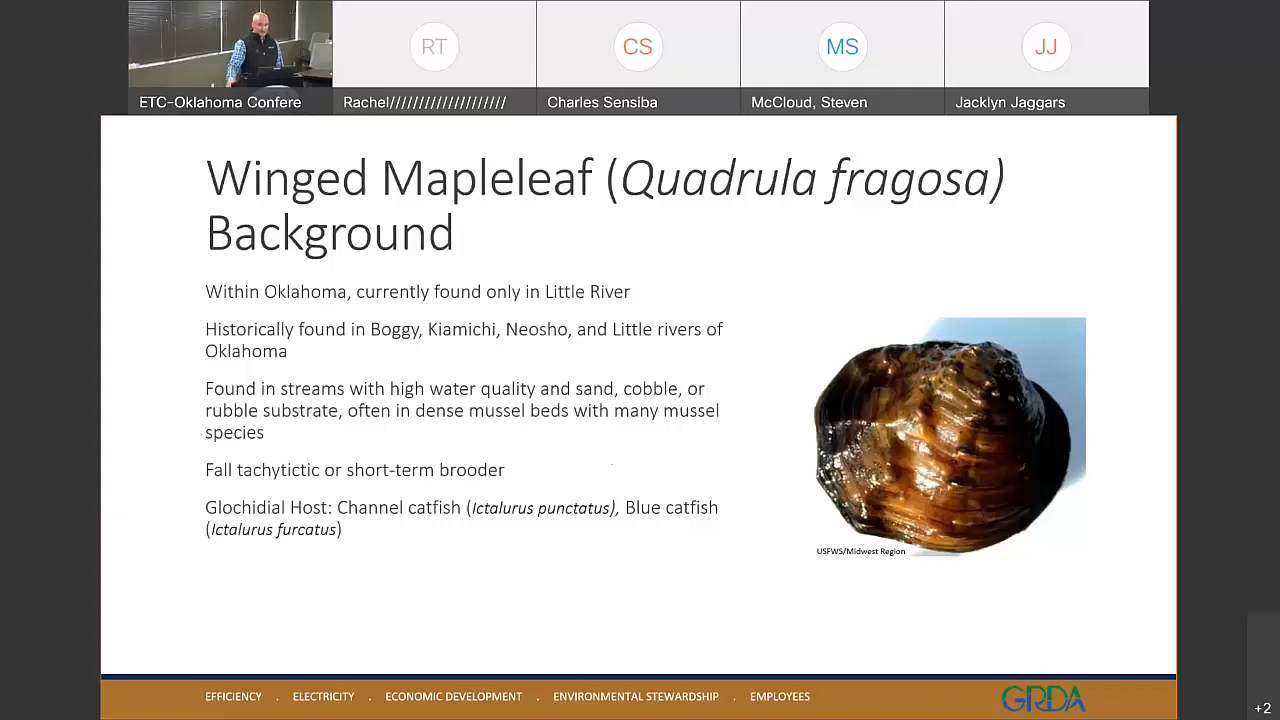 RT
CS
MS
JJ
ETC-Oklahoma Confere
Rachel////////////////////
Charles Sensiba
McCloud, Steven
Jacklyn Jaggars
Winged Mapleleaf (Quadrula fragosa)
Background
Within Oklahoma, currently found only in Little River
Historically found in Boggy, Kiamichi, Neosho, and Little rivers of
Oklahoma
Found in streams with high water quality and sand, cobble, or
rubble substrate, often in dense mussel beds with many mussel
species
Fall tachytictic or short-term brooder
Glochidial Host: Channel catfish (Ictalurus punctatus), Blue catfish
(Ictalurus furcatus)
USFWS/Midwest Region
EFFICIENCY . ELECTRICITY . ECONOMIC DEVELOPMENT . ENVIRONMENTAL STEWARDSHIP . EMPLOYEES
GRDA
+2